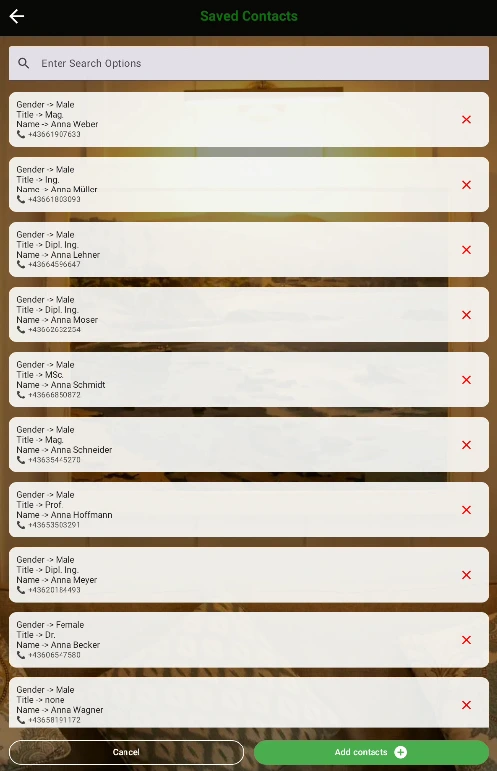 Saved Contacts
Enter Search Options
Gender -> Male
Title -> Mag.
Name -> Anna Weber
+43661907633
Gender -> Male
Title -> Ing.
Name -> Anna Müller
+43661803093
Gender -> Male
Title -> Dipl. Ing.
Name -> Anna Lehner
+43664596647
Gender -> Male
Title -> Dipl. Ing.
Name -> Anna Moser
+43662652254
Gender -> Male
Title -> MSc.
Name -> Anna Schmidt
+43666850872
Gender -> Male
Title -> Mag.
Name -> Anna Schneider
+43635445270
Gender -> Male
Title -> Prof.
Name -> Anna Hoffmann
+43653503291
Gender -> Male
Title -> Dipl. Ing.
Name -> Anna Meyer
+43620184493
Gender -> Female
Title -> Dr.
Name -> Anna Becker
+43606547580
Gender -> Male
Title -> none
Name -> Anna Wagner
+43658191172
Cancel
Add contacts